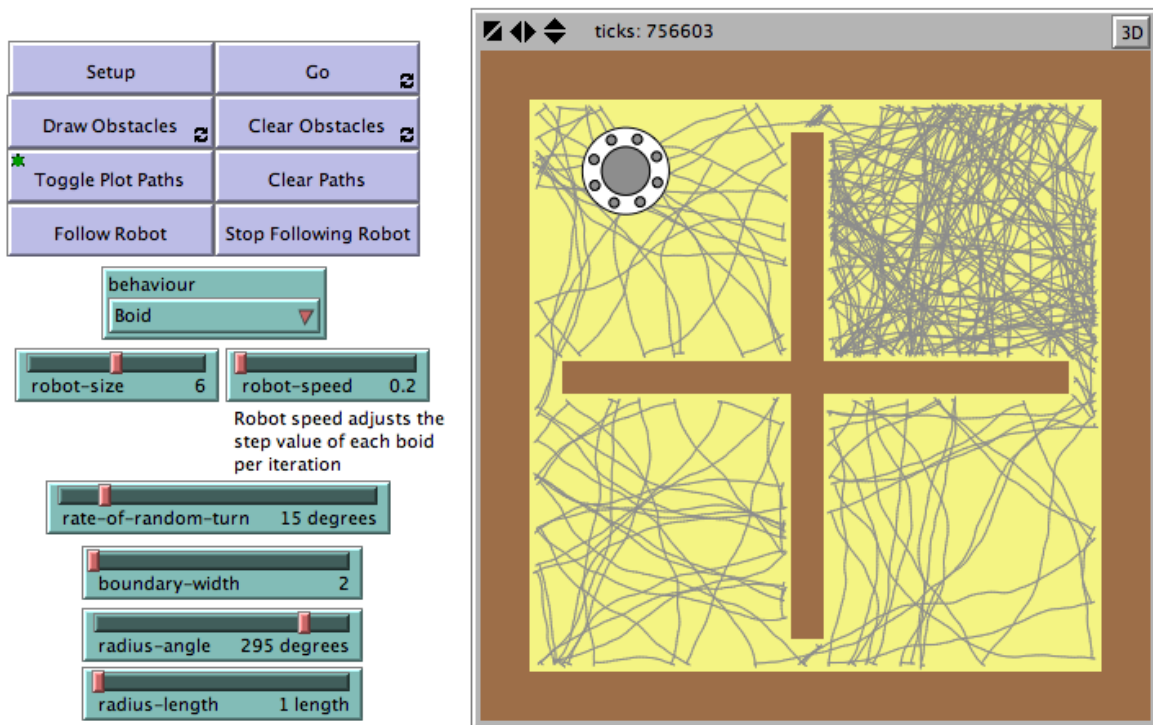 ticks: 756603
3D
Setup
Go
Draw Obstacles
Clear Obstacles
Toggle Plot Paths
Clear Paths
Follow Robot
Stop Following Robot
behaviour
Boid
robot-size 6
robot-speed 0.2
Robot speed adjusts the
step value of each boid
per iteration
rate-of-random-turn 15 degrees
boundary-width 2
radius-angle 295 degrees
radius-length 1 length